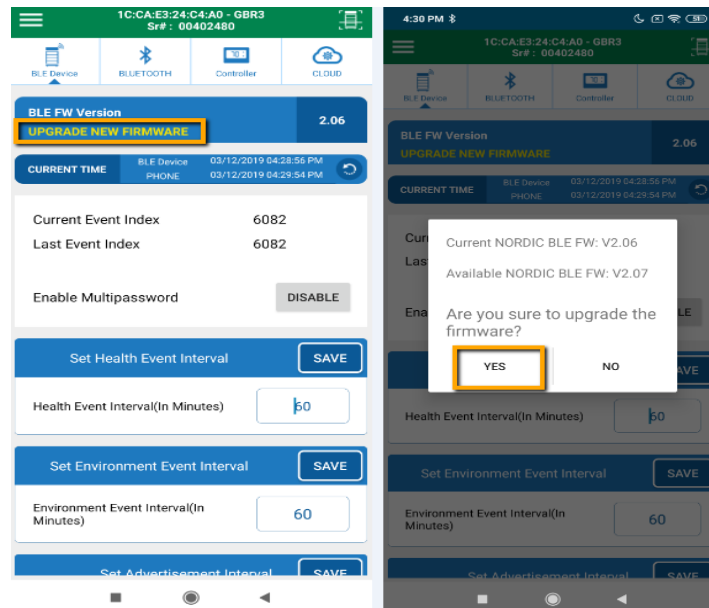 1C:CA:E3:24:C4:A0 - GBR3
Sr# : 00402480
BLE Device
BLUETOOTH
Controller
CLOUD
BLE FW Version
UPGRADE NEW FIRMWARE
2.06
CURRENT TIME
BLE Device 03/12/2019 04:28:56 PM
PHONE 03/12/2019 04:29:54 PM
Current Event Index 6082
Last Event Index 6082
Enable Multipassword
DISABLE
Set Health Event Interval
SAVE
Health Event Interval(In Minutes)
60
Set Environment Event Interval
SAVE
Environment Event Interval(In
Minutes)
60
Set Advertisement Interval
SAVE
4:30 PM
1C:CA:E3:24:C4:A0 - GBR3
Sr# : 00402480
BLE Device
BLUETOOTH
Controller
CLOUD
BLE FW Version
UPGRADE NEW FIRMWARE
2.06
CURRENT TIME
BLE Device 03/12/2019 04:28:56 PM
PHONE 03/12/2019 04:29:54 PM
Curr
Las
Ena
LE
Current NORDIC BLE FW: V2.06
Available NORDIC BLE FW: V2.07
Are you sure to upgrade the
firmware?
YES
NO
AVE
Health Event Interval(In Minutes)
60
Set Environment Event Interval
SAVE
Environment Event Interval(In
Minutes)
60
Set Advertisement Interval
SAVE